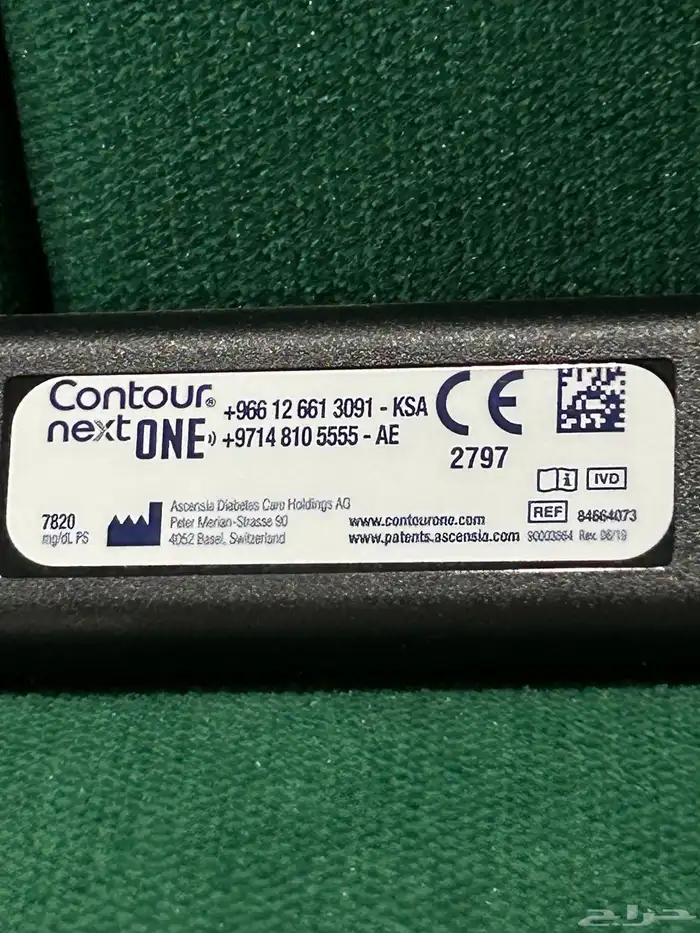 Contour®
next ONE
+966 12 661 3091 - KSA
+9714 810 5555 - AE
CE
2797
IVD
REF 84664073
7820
mg/dL PS
Ascensia Diabetes Care Holdings AG
Peter Merian-Strasse 90
4052 Basel, Switzerland
www.contourone.com
www.patents.ascensia.com
90003564 Rev. 06/19
حراج